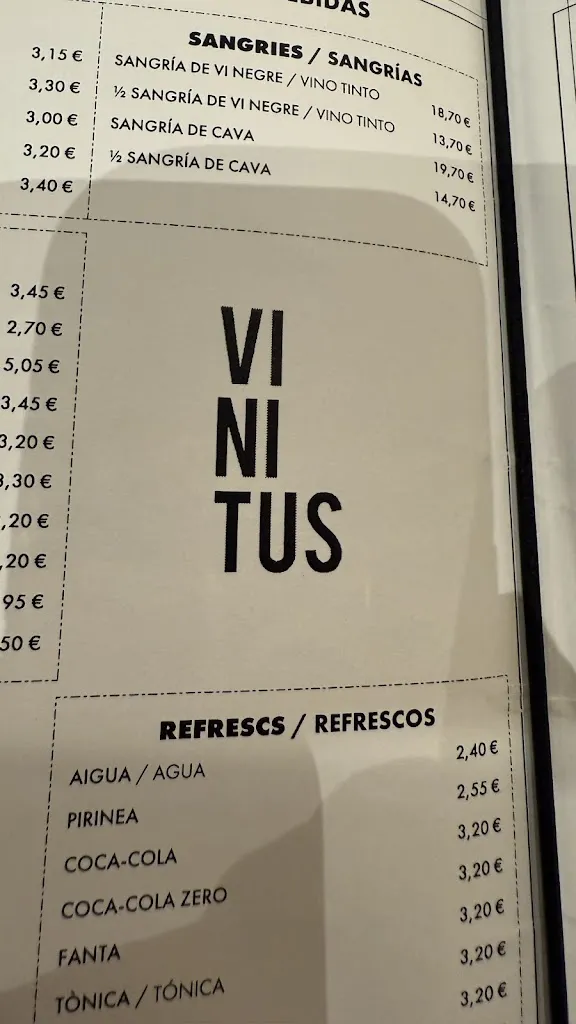 BIDAS
SANGRIES / SANGRÍAS
SANGRÍA DE VI NEGRE / VINO TINTO 18,70 €
½ SANGRÍA DE VI NEGRE / VINO TINTO 13,70 €
SANGRÍA DE CAVA 19,70 €
½ SANGRÍA DE CAVA 14,70 €
3,15 €
3,30 €
3,00 €
3,20 €
3,40 €
3,45 €
2,70 €
5,05 €
3,45 €
3,20 €
3,30 €
,20 €
,20 €
95 €
50 €
VI
NI
TUS
REFRESCS / REFRESCOS
AIGUA / AGUA 2,40 €
PIRINEA 2,55 €
COCA-COLA 3,20 €
COCA-COLA ZERO 3,20 €
FANTA 3,20 €
TÒNICA / TÓNICA 3,20 €
3,20 €